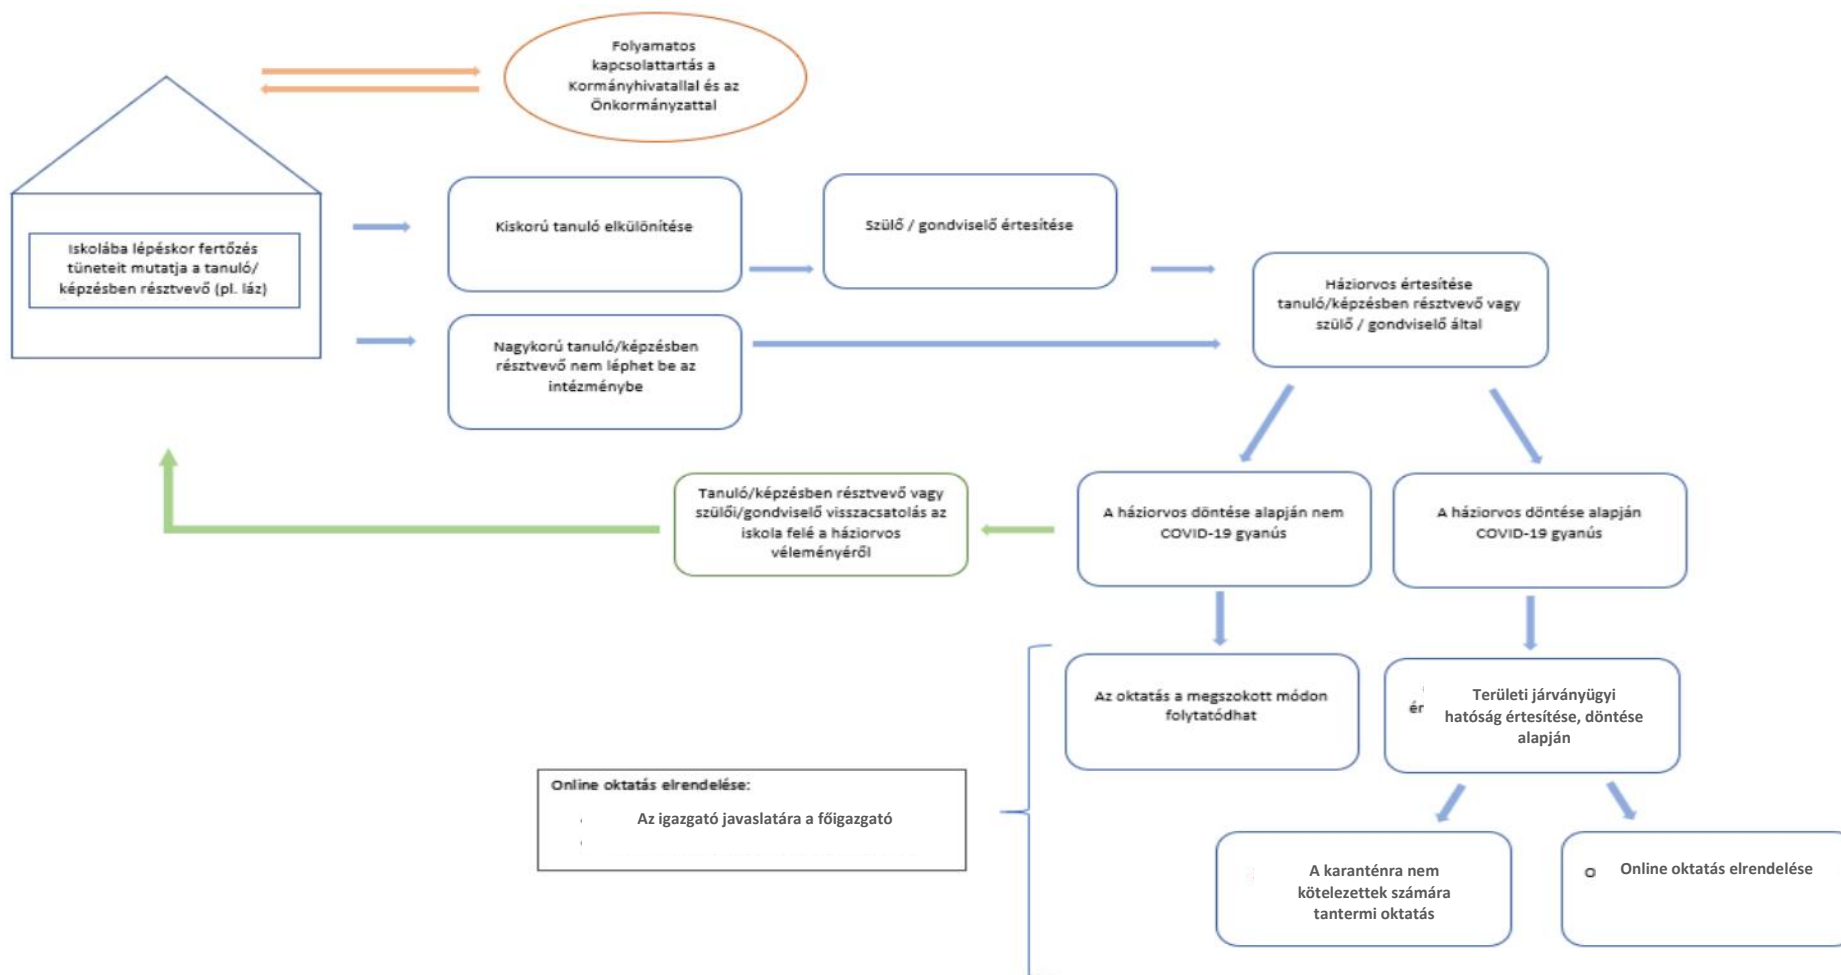 Folyamatos
kapcsolattartás a
Kormányhivatallal és az
Önkormányzattal
Iskolába lépéskor fertőzés
tüneteit mutatja a tanuló/
képzésben résztvevő (pl. láz)
Kiskorú tanuló elkülönítése
Szülő / gondviselő értesítése
Nagykorú tanuló/képzésben
résztvevő nem léphet be az
intézménybe
Háziorvos értesítése
tanuló/képzésben résztvevő vagy
szülő / gondviselő által
Tanuló/képzésben résztvevő vagy
szülői/gondviselő visszacsatolás az
iskola felé a háziorvos
véleményéről
A háziorvos döntése alapján nem
COVID-19 gyanús
A háziorvos döntése alapján
COVID-19 gyanús
Az oktatás a megszokott módon
folytatódhat
Területi járványügyi
hatóság értesítése, döntése
alapján
Online oktatás elrendelése:
Az igazgató javaslatára a főigazgató
A karanténra nem
kötelezettek számára
tantermi oktatás
Online oktatás elrendelése